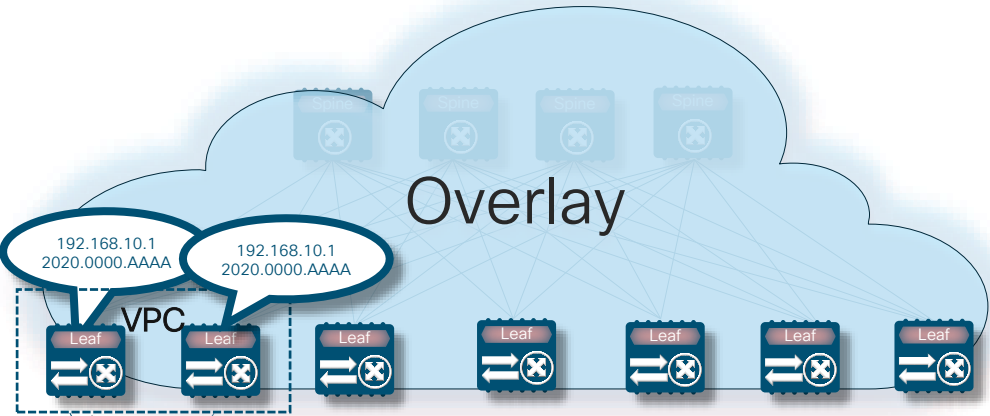 Spine
Spine
Spine
Spine
Overlay
192.168.10.1
2020.0000.AAAA
192.168.10.1
2020.0000.AAAA
VPC
Leaf
Leaf
Leaf
Leaf
Leaf
Leaf
Leaf